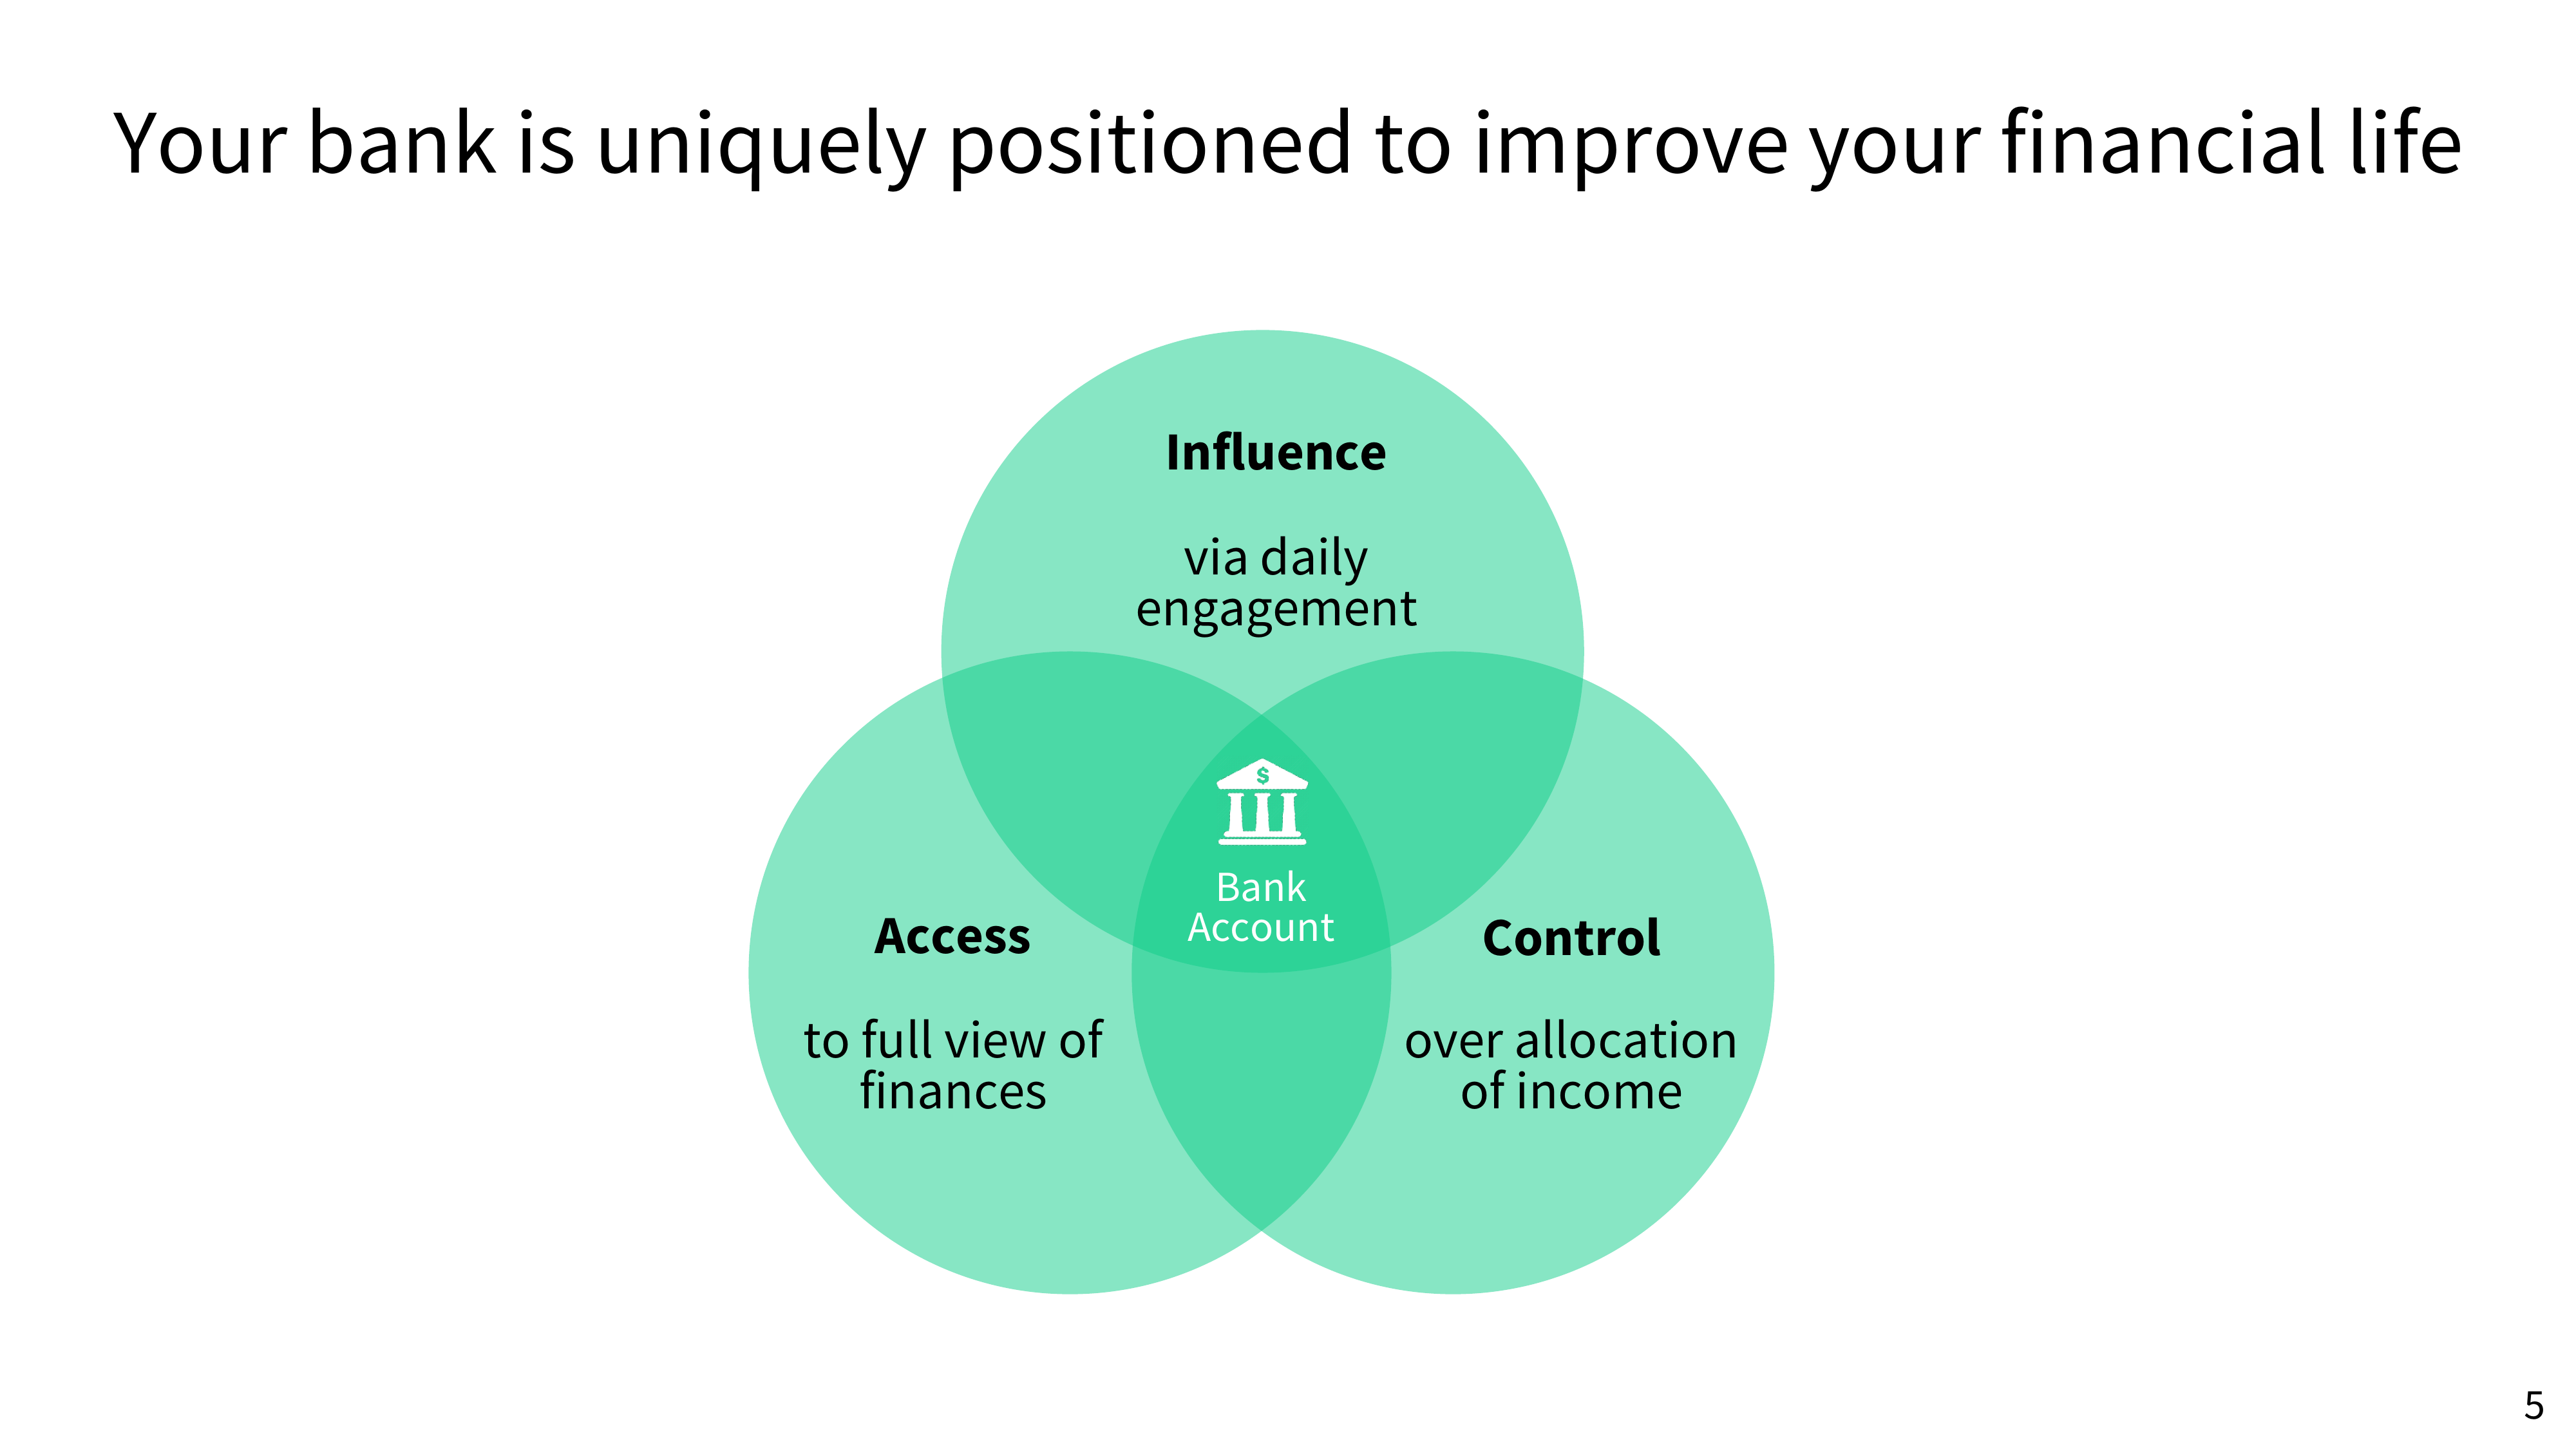 Your bank is uniquely positioned to improve your financial life
Influence
via daily
engagement
$
Bank
Account
Access
to full view of
finances
Control
over allocation
of income
5